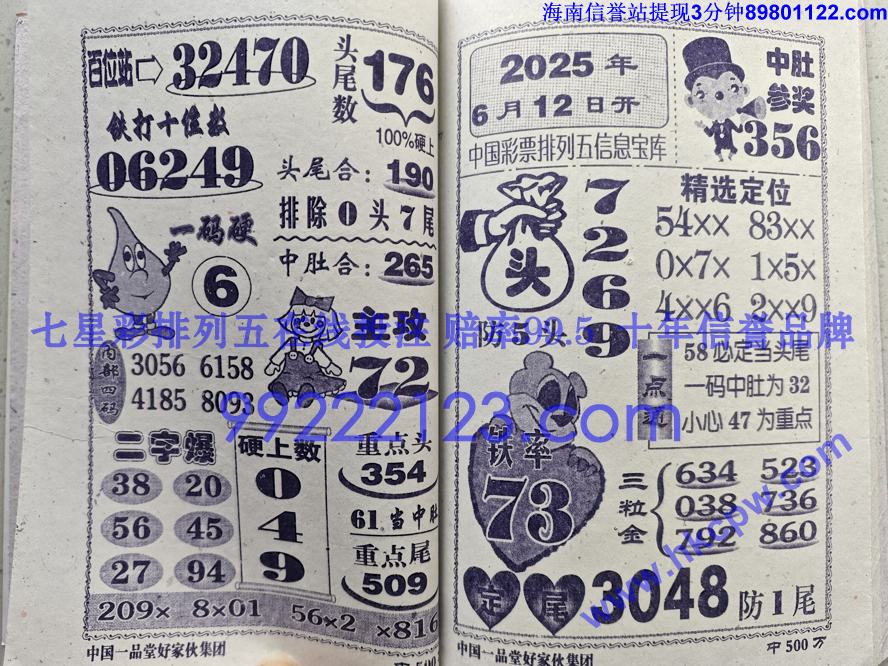 海南信誉站提现3分钟89801122.com
百位站 32470
铁打十位数
06249
一码硬
6
内部四码
3056 6158
4185 8093
二字爆
38 20
56 45
27 94
硬上数
0
4
9
209× 8×01 56×2 ×816
中国一品堂好家伙集团
头尾数
176
100%硬上
头尾合：190
排除0头7尾
中肚合：265
主攻
72
重点头
354
61当中肚
重点尾
509
2025年
6月12日开
中国彩票排列五信息宝库
中肚参奖
356
头
7
2
6
9
防5头
精选定位
54×× 83××
0×7× 1×5×
4××6 2××9
58必定当头尾
一码中肚为32
小心47为重点
73
三粒金
634 523
038 736
792 860
定尾
3048
防1尾
中国一品堂好家伙集团
中500万
七星彩排列五在线投注 赔率99.5 十年信誉品牌
99222123.com
www.hkcpw.com